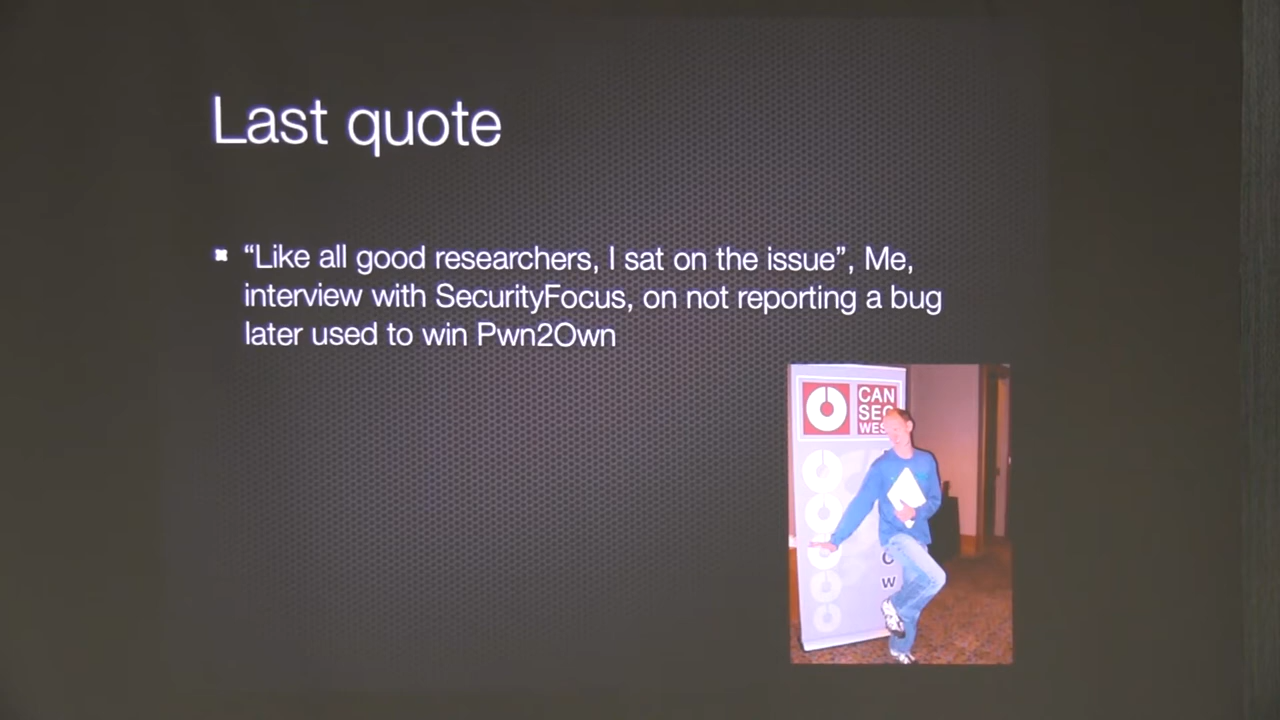 Last quote
“Like all good researchers, I sat on the issue”, Me,
interview with SecurityFocus, on not reporting a bug
later used to win Pwn2Own
CAN
SEC
WES
O
W